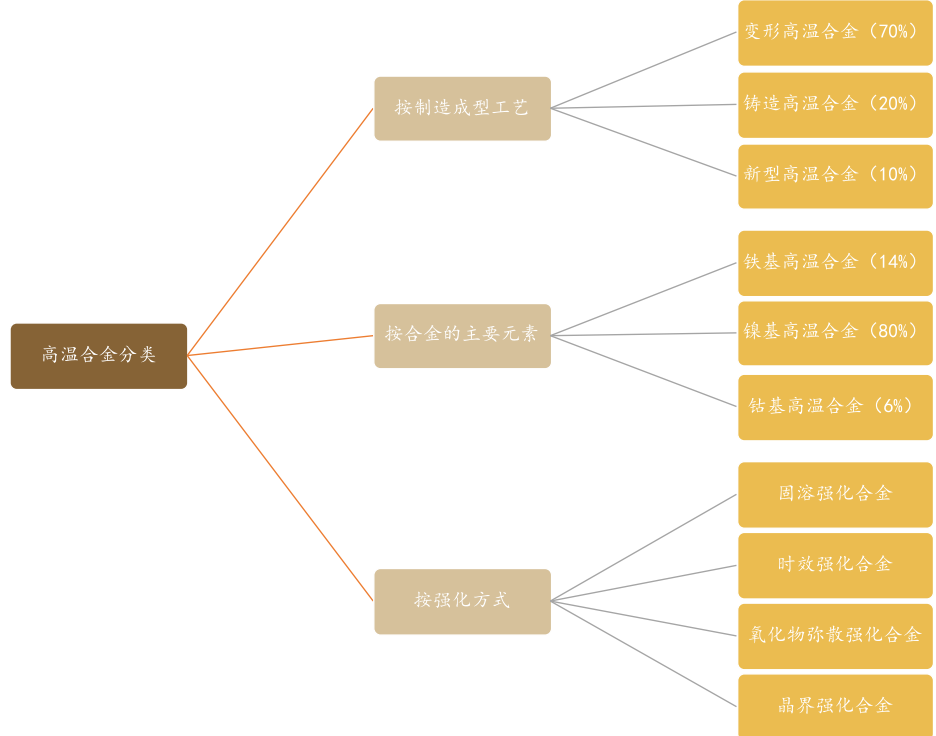 高温合金分类
按制造成型工艺
变形高温合金（70%）
铸造高温合金（20%）
新型高温合金（10%）
按合金的主要元素
铁基高温合金（14%）
镍基高温合金（80%）
钴基高温合金（6%）
按强化方式
固溶强化合金
时效强化合金
氧化物弥散强化合金
晶界强化合金